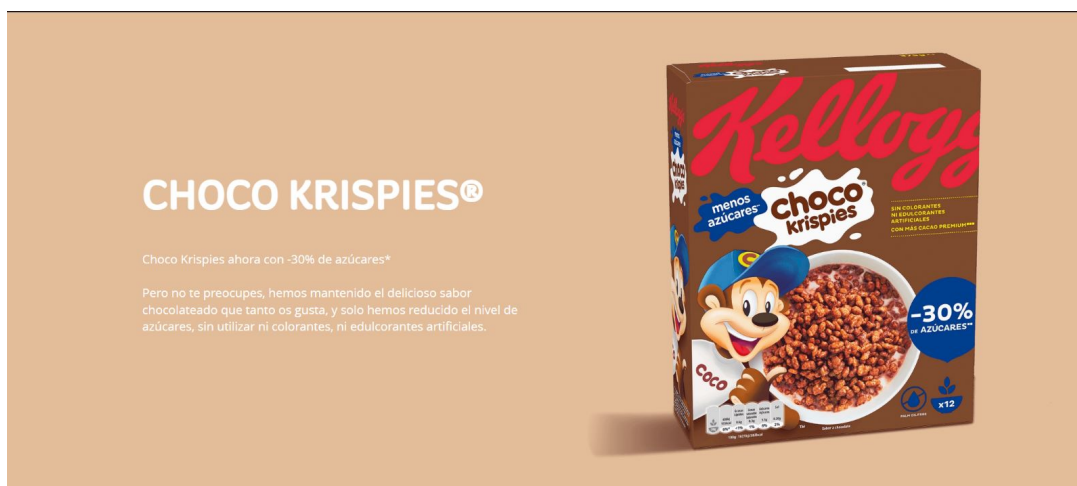 CHOCO KRISPIES®
Choco Krispies ahora con -30% de azúcares*
Pero no te preocupes, hemos mantenido el delicioso sabor
chocolateado que tanto os gusta, y solo hemos reducido el nivel de
azúcares, sin utilizar ni colorantes, ni edulcorantes artificiales.
Kellogg
menos
azúcares**
choco®
krispies
SIN COLORANTES
NI EDULCORANTES
ARTIFICIALES
CON MÁS CACAO PREMIUM***
-30%
DE AZÚCARES**
COCO
x12
Sabor a chocolate